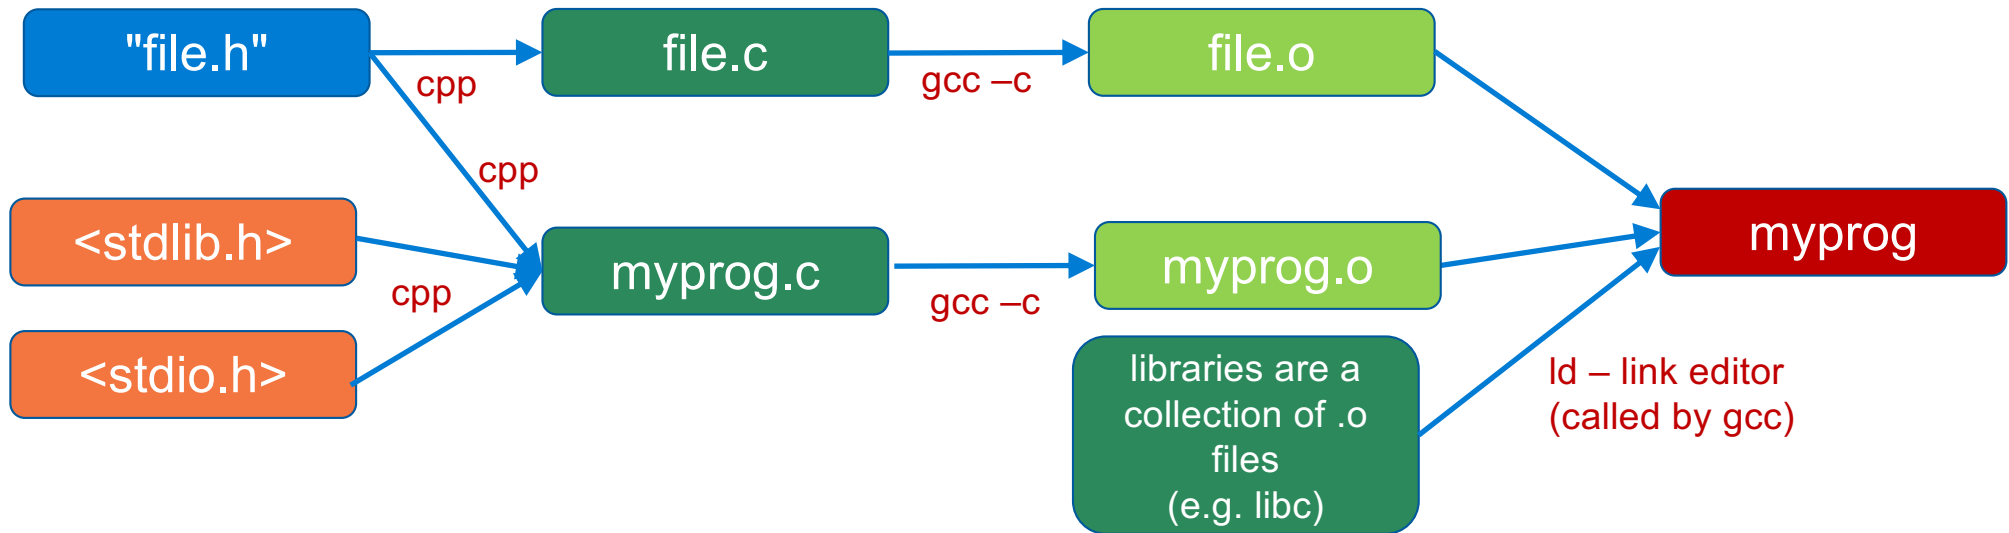 "file.h"
file.c
file.o
cpp
gcc –c
cpp
<stdlib.h>
myprog.c
myprog.o
myprog
cpp
gcc –c
<stdio.h>
libraries are a
collection of .o
files
(e.g. libc)
ld – link editor
(called by gcc)